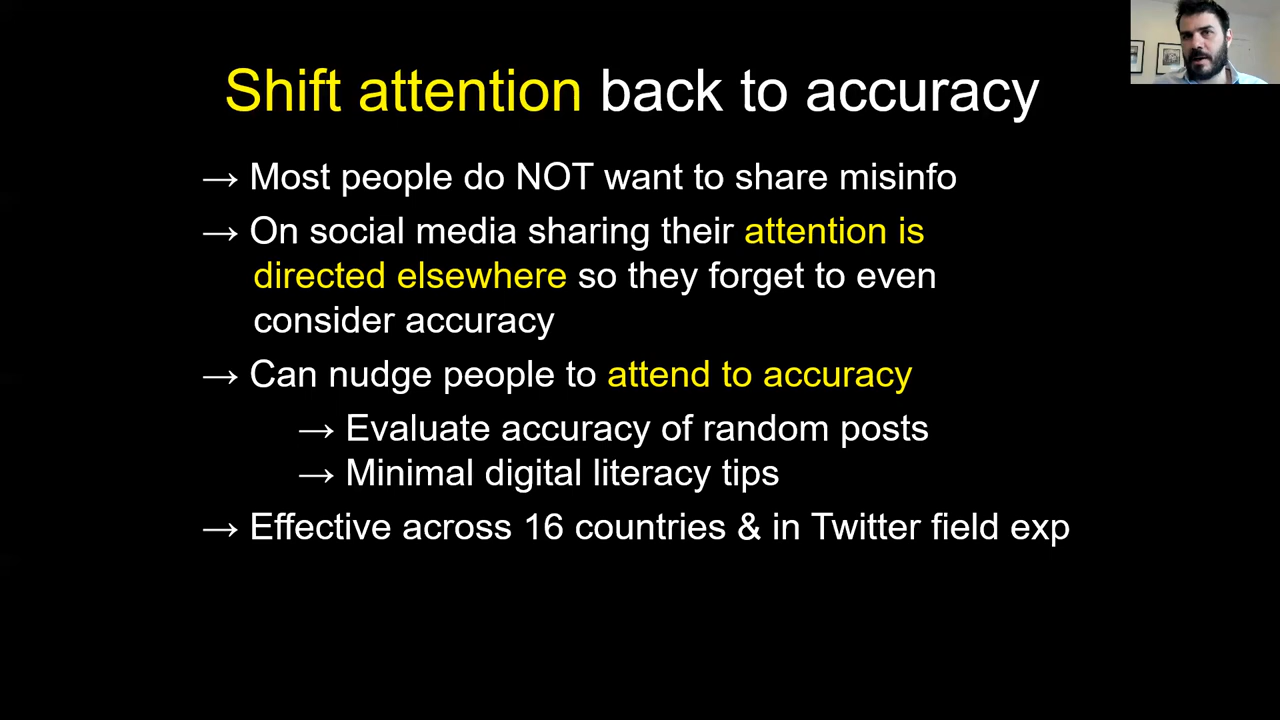 Shift attention back to accuracy
→ Most people do NOT want to share misinfo
→ On social media sharing their attention is
directed elsewhere so they forget to even
consider accuracy
→ Can nudge people to attend to accuracy
→ Evaluate accuracy of random posts
→ Minimal digital literacy tips
→ Effective across 16 countries & in Twitter field exp